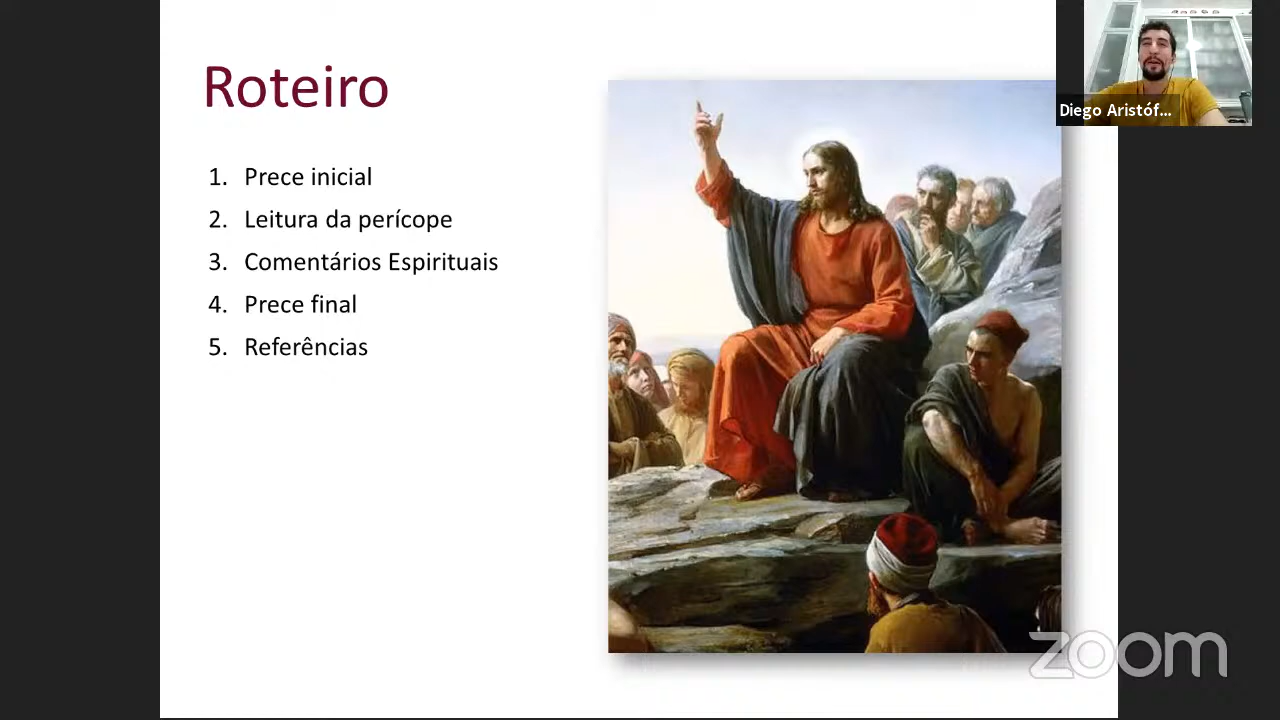 Roteiro
1. Prece inicial
2. Leitura da perícope
3. Comentários Espirituais
4. Prece final
5. Referências
Diego Aristóf...
zoom